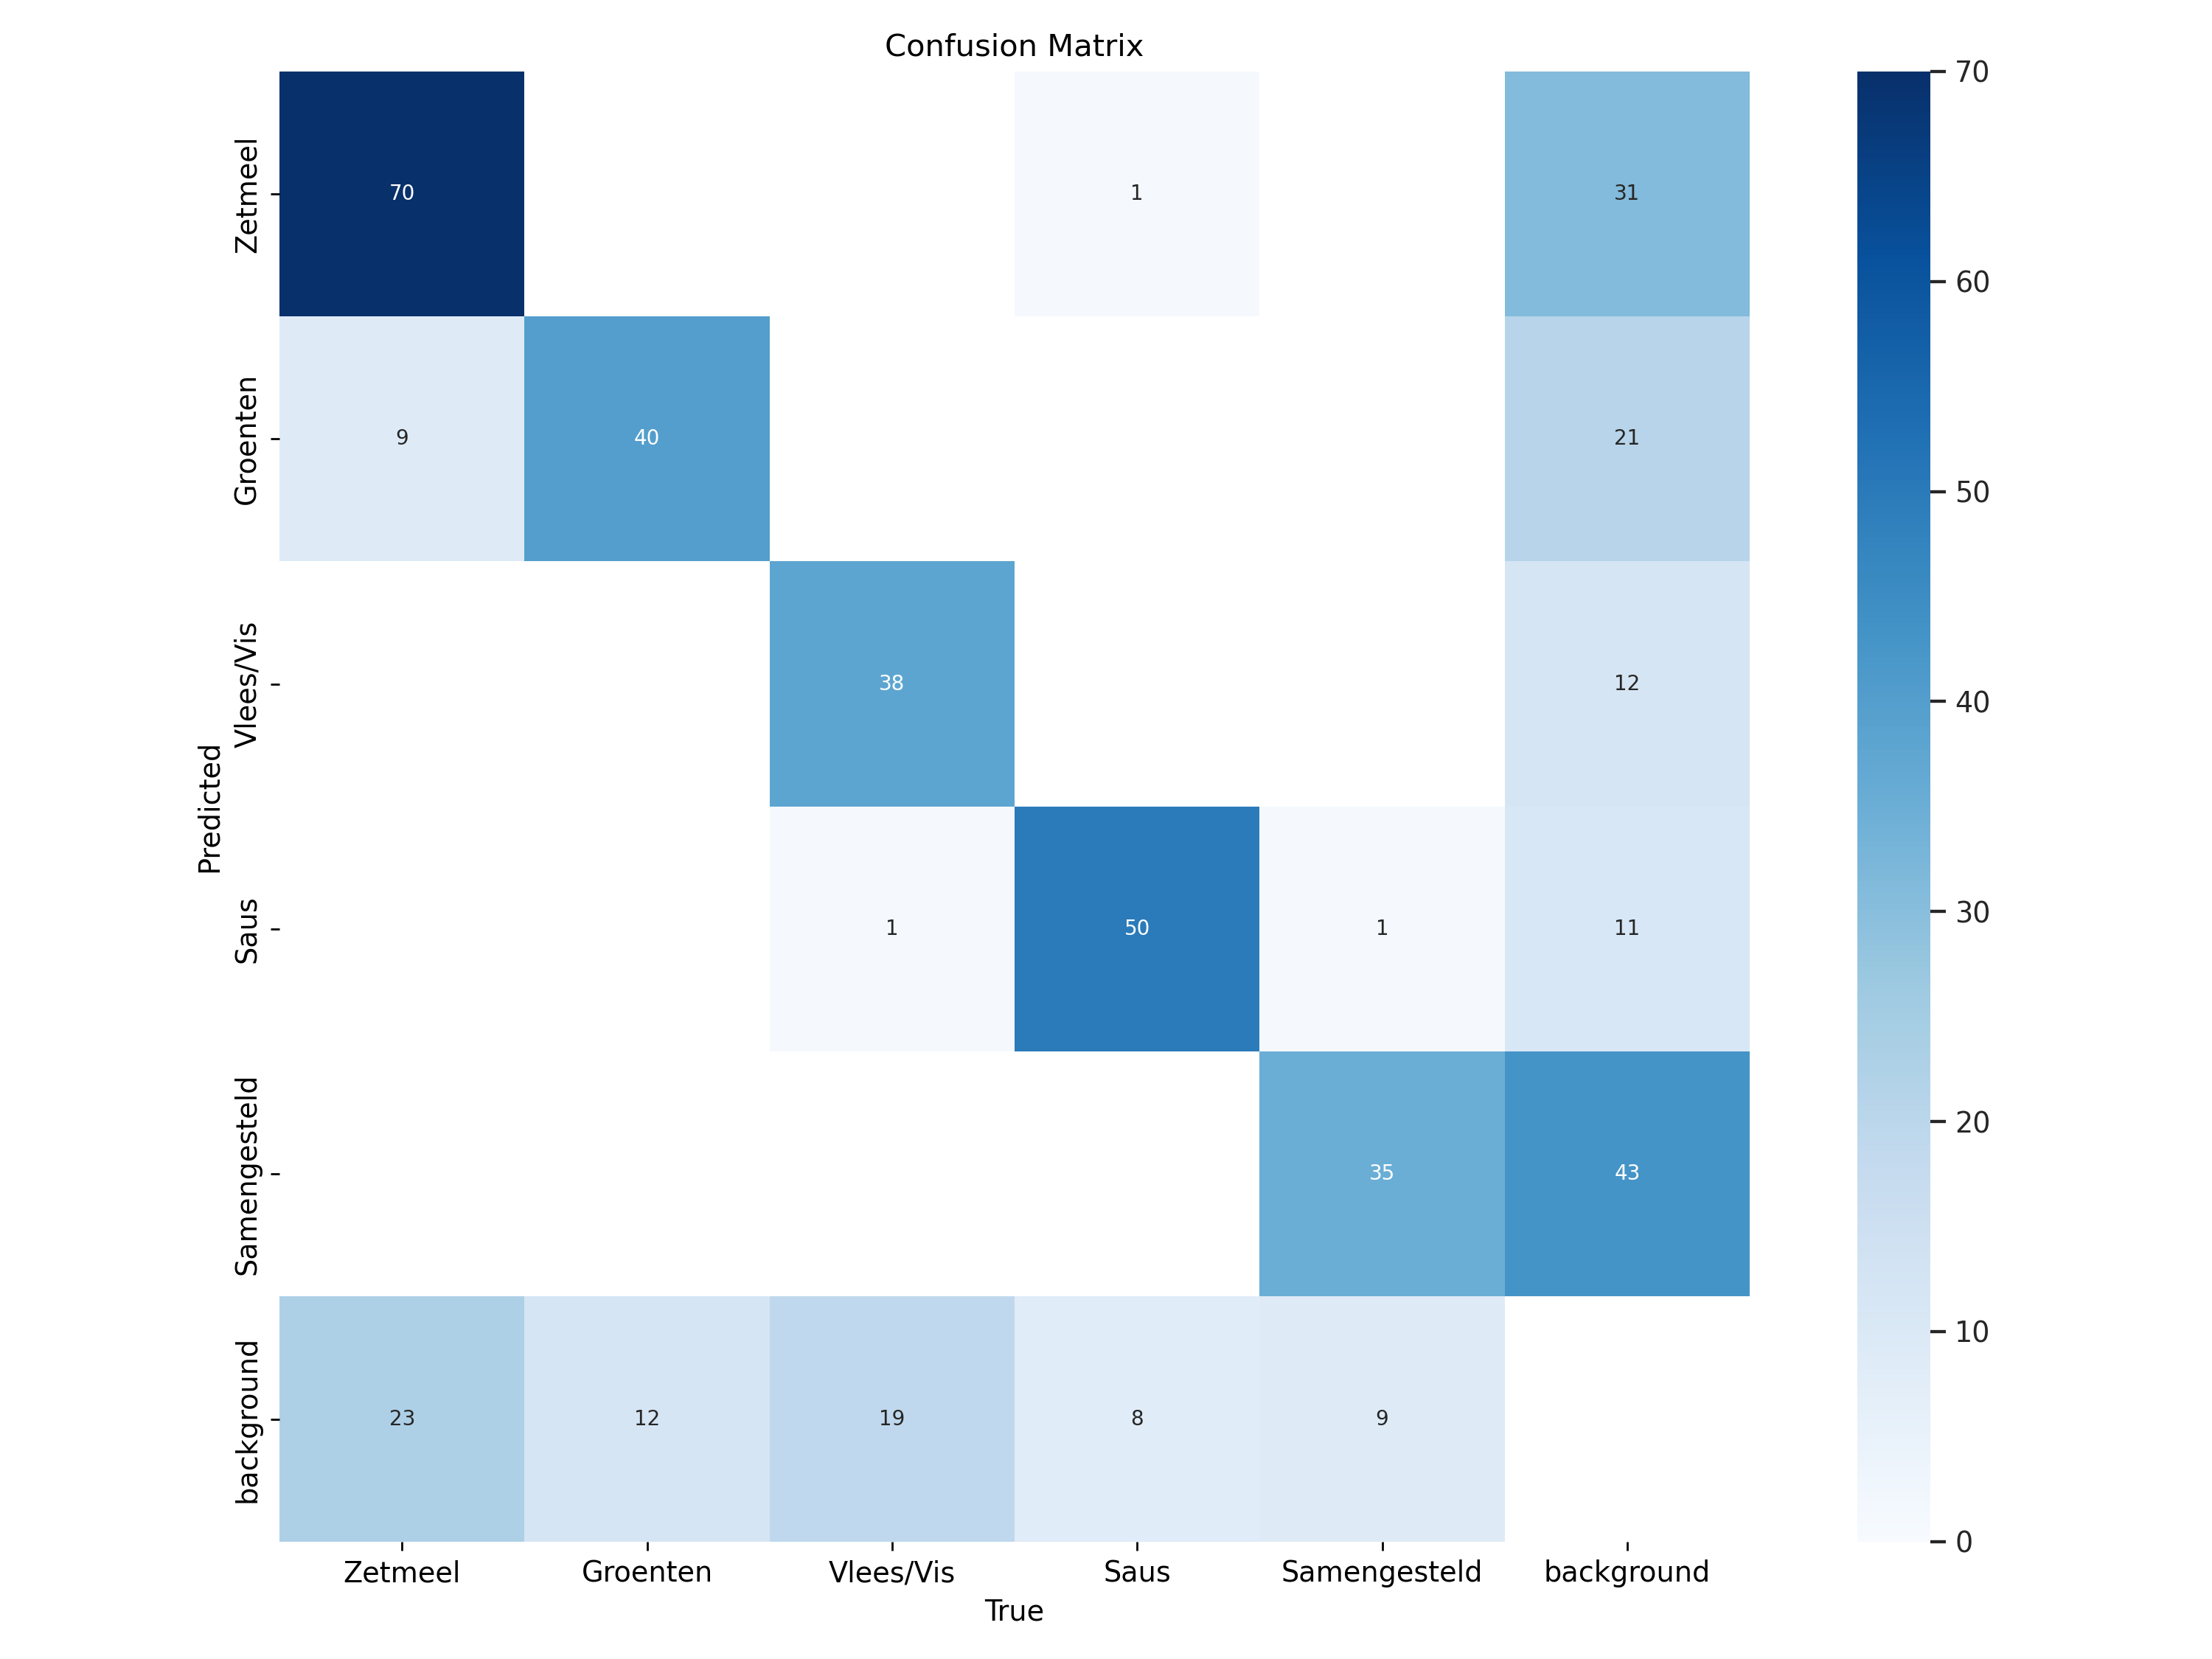 Confusion Matrix
Zetmeel
70
1
31
Groenten
9
40
21
Vlees/Vis
38
12
Saus
1
50
1
11
Samengesteld
35
43
background
23
12
19
8
9
Predicted
Zetmeel
Groenten
Vlees/Vis
Saus
Samengesteld
background
True
70
60
50
40
30
20
10
0